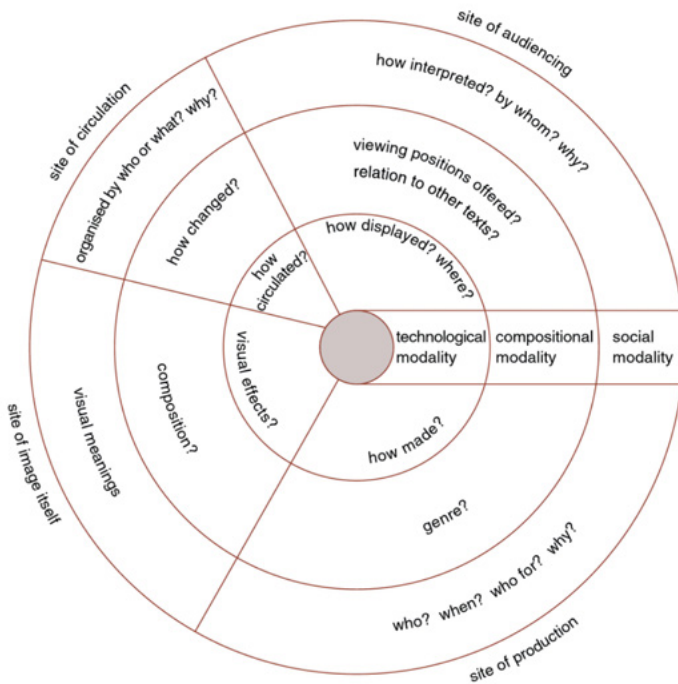 site of audiencing
how interpreted? by whom? why?
viewing positions offered?
relation to other texts?
how displayed? where?
site of circulation
organised by who or what? why?
how changed?
how
circulated?
technological
modality
compositional
modality
social
modality
site of image itself
visual meanings
composition?
visual effects?
how made?
genre?
who? when? who for? why?
site of production